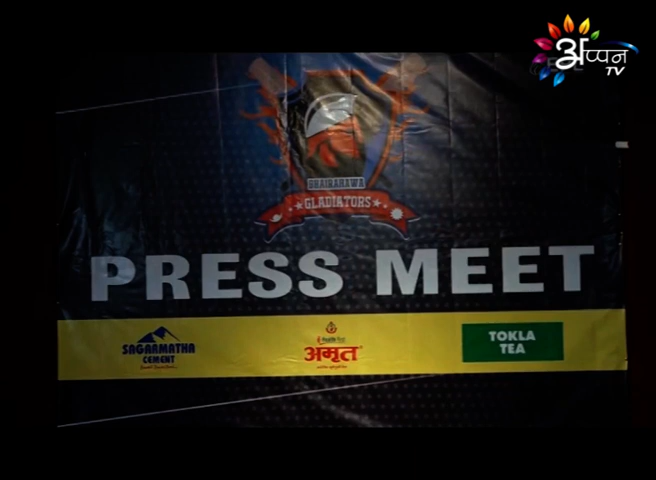 अप्पन
TV
BHAIRAHAWA
GLADIATORS
PRESS MEET
SAGARMATHA
CEMENT
अमृत
TOKLA
TEA